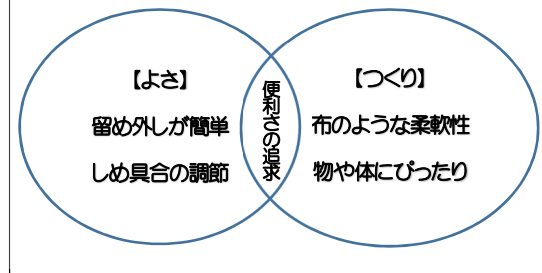 【よさ】
留め外しが簡単
しめ具合の調節
便利さの追求
【つくり】
布のような柔軟性
物や体にぴったり